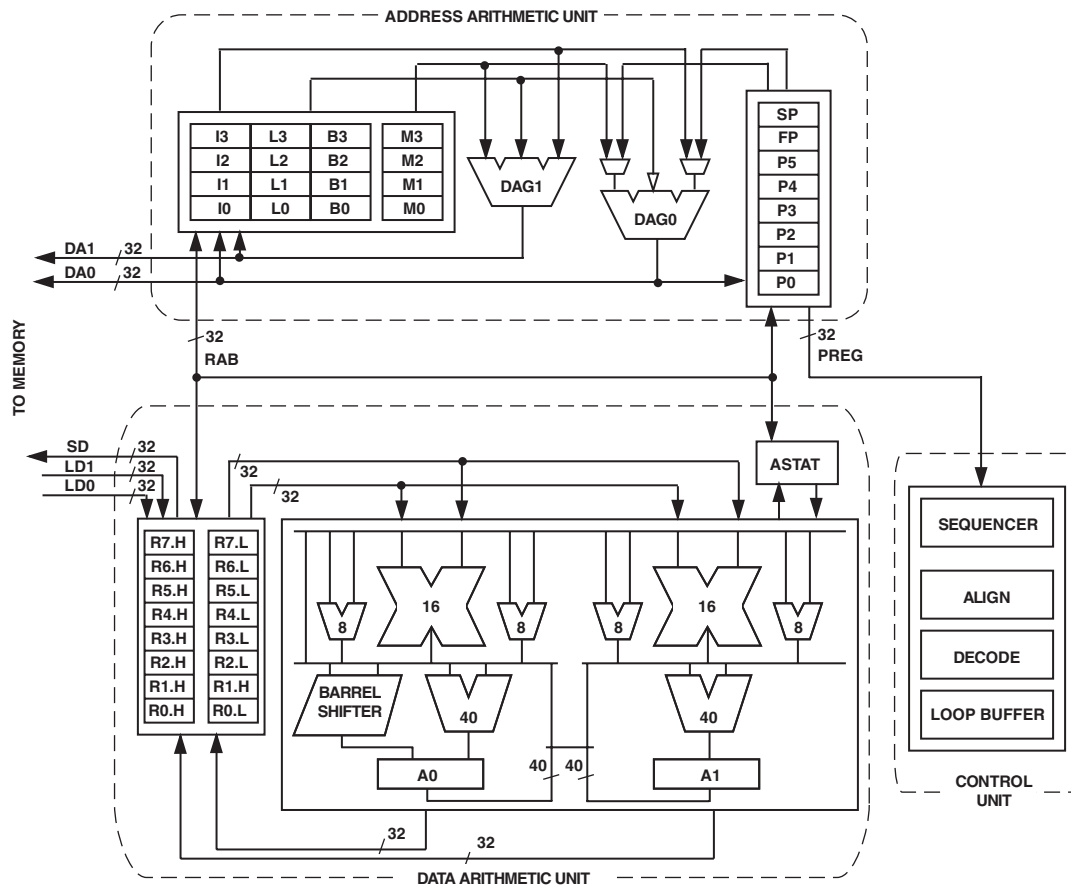 ADDRESS ARITHMETIC UNIT
I3 L3 B3 M3
I2 L2 B2 M2
I1 L1 B1 M1
I0 L0 B0 M0
DAG1
DAG0
SP
FP
P5
P4
P3
P2
P1
P0
DA1 32
DA0 32
32
RAB
32
PREG
TO MEMORY
SD 32
LD1 32
LD0 32
32
32
ASTAT
R7.H R7.L
R6.H R6.L
R5.H R5.L
R4.H R4.L
R3.H R3.L
R2.H R2.L
R1.H R1.H
R0.H R0.L
8 16 8 8 16 8
BARREL
SHIFTER
40
40
A0
40 40
A1
32
32
DATA ARITHMETIC UNIT
SEQUENCER
ALIGN
DECODE
LOOP BUFFER
CONTROL
UNIT